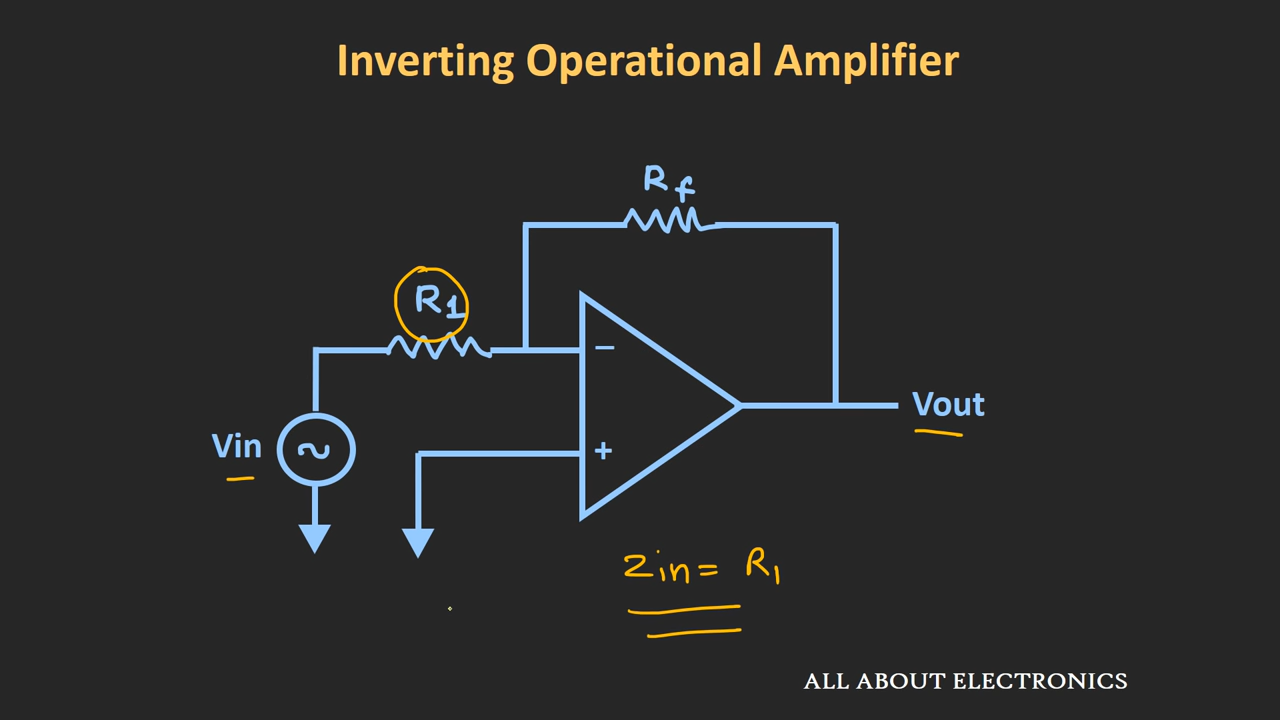 Inverting Operational Amplifier
Rf
R1
−
Vin
+
Vout
Zin = R1
ALL ABOUT ELECTRONICS